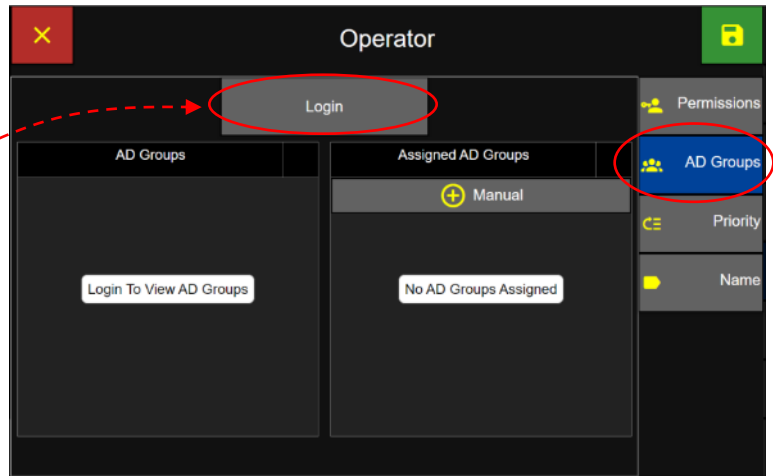 Operator
Login
Permissions
AD Groups
Assigned AD Groups
AD Groups
Manual
Priority
Login To View AD Groups
No AD Groups Assigned
Name